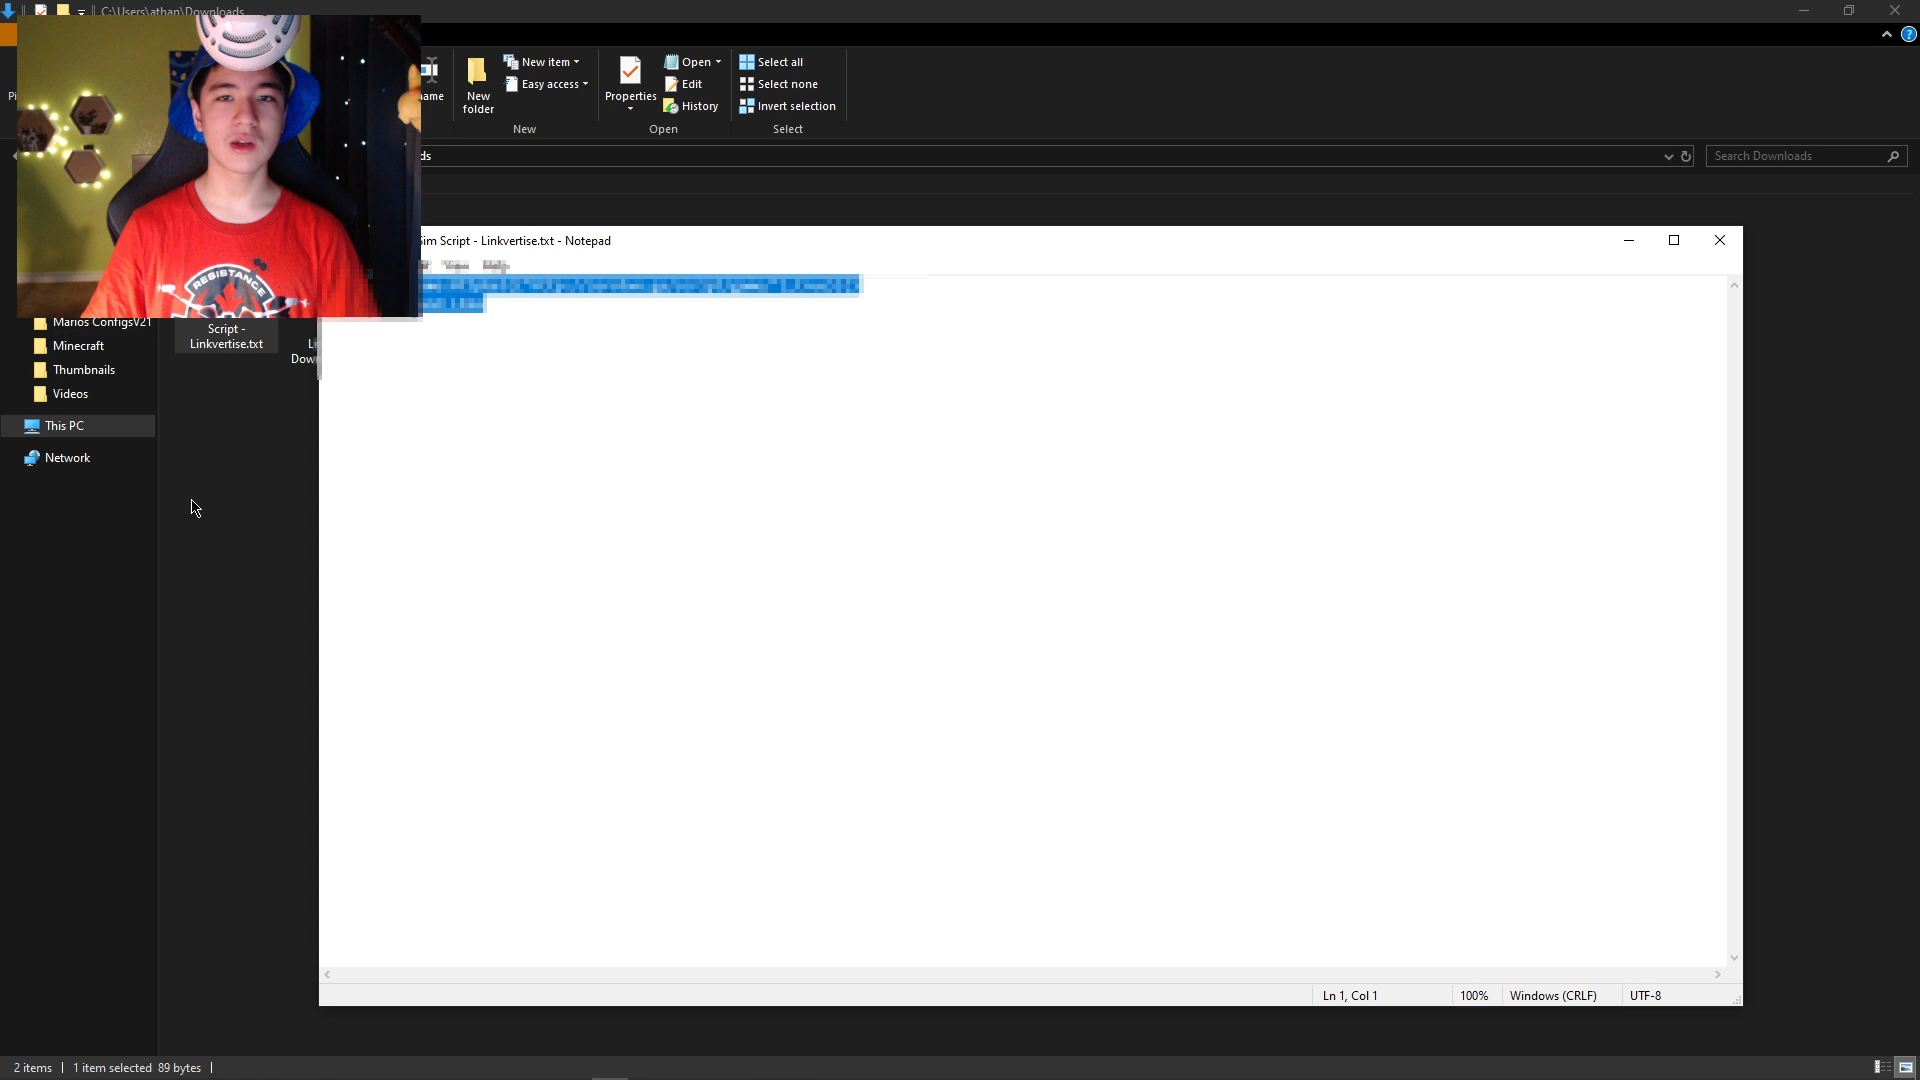 C:\Users\athan\Downloads
New item
Easy access
New
folder
New
Properties
Open
Edit
History
Open
Select all
Select none
Invert selection
Select
Search Downloads
RESISTANCE
Sim Script - Linkvertise.txt - Notepad
View Help
Marios ConfigsV21
Minecraft
Thumbnails
Videos
This PC
Network
Script -
Linkvertise.txt
Ln 1, Col 1
100%
Windows (CRLF)
UTF-8
2 items
1 item selected 89 bytes